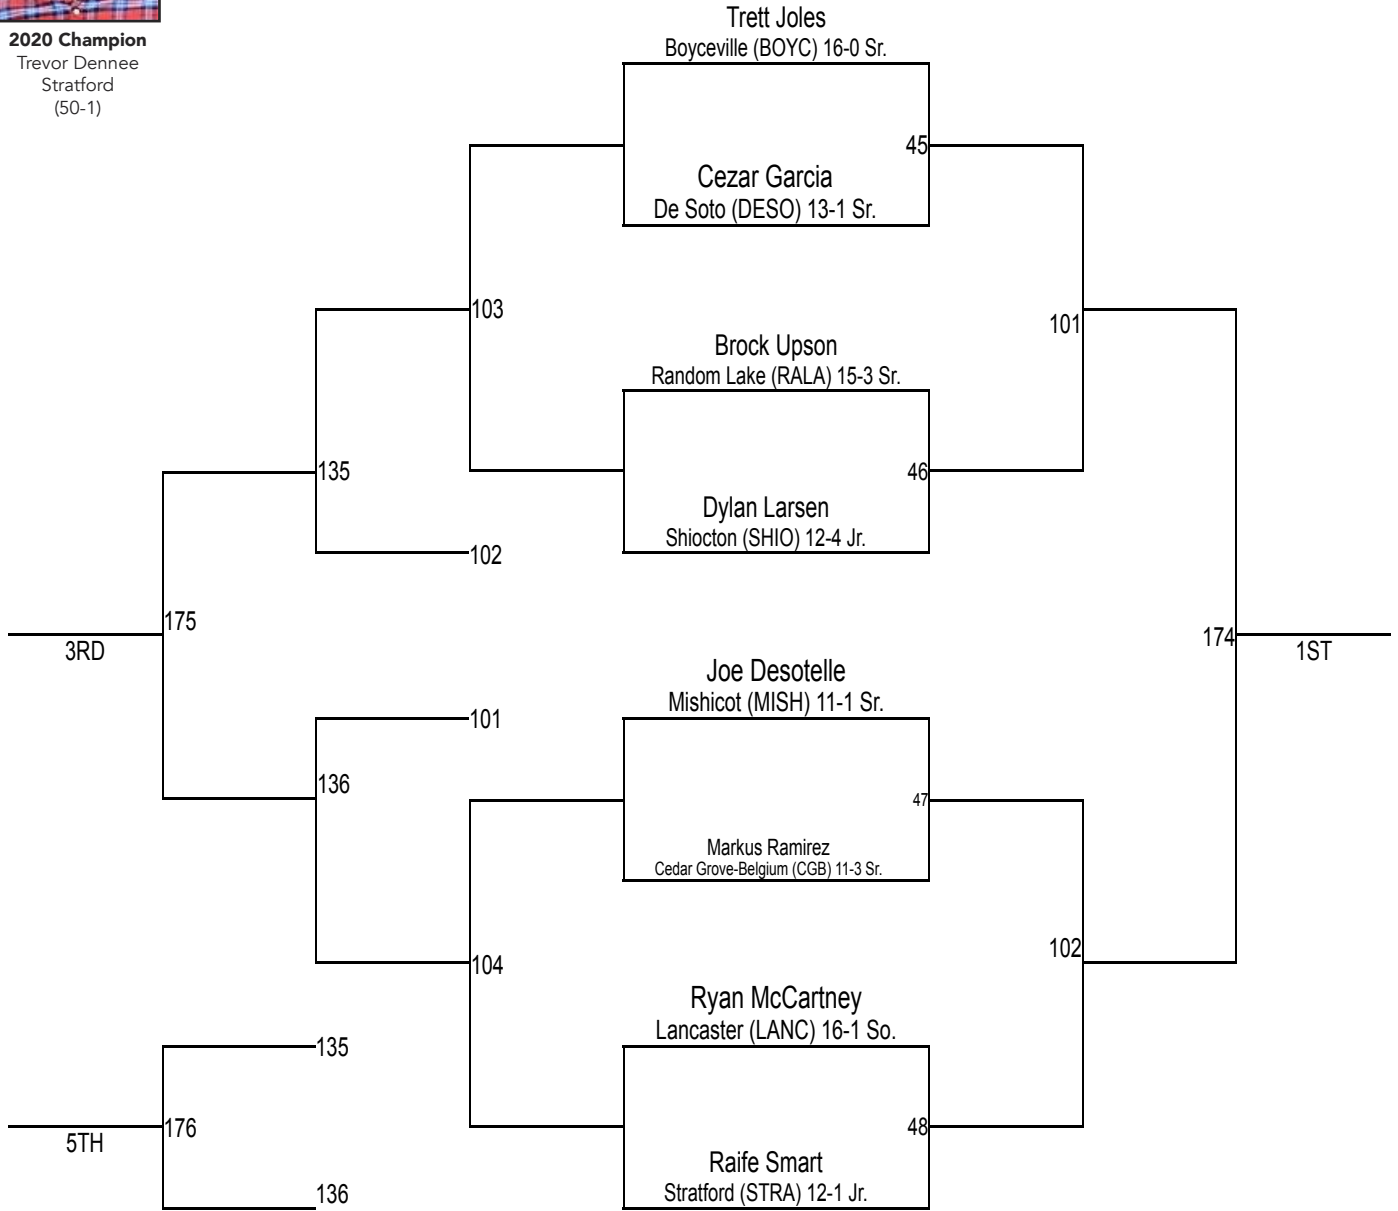 2020 Champion
Trevor Dennee
Stratford
(50-1)
Trett Joles
Boyceville (BOYC) 16-0 Sr.
45
Cezar Garcia
De Soto (DESO) 13-1 Sr.
103
101
Brock Upson
Random Lake (RALA) 15-3 Sr.
135
46
Dylan Larsen
Shiocton (SHIO) 12-4 Jr.
102
175
3RD
174
1ST
Joe Desotelle
Mishicot (MISH) 11-1 Sr.
101
136
47
Markus Ramirez
Cedar Grove-Belgium (CGB) 11-3 Sr.
102
104
Ryan McCartney
Lancaster (LANC) 16-1 So.
135
176
5TH
48
Raife Smart
Stratford (STRA) 12-1 Jr.
136